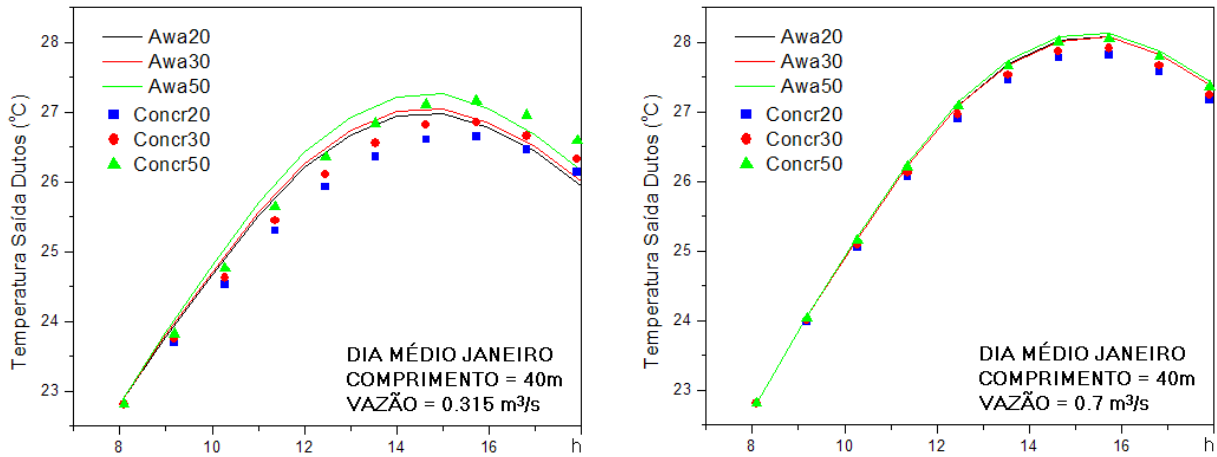 Temperatura Saída Dutos (°C)
28
27
26
25
24
23
Awa20
Awa30
Awa50
Concr20
Concr30
Concr50
DIA MÉDIO JANEIRO
COMPRIMENTO = 40m
VAZÃO = 0.315 m³/s
8
10
12
14
16
h
Temperatura Saída Dutos (°C)
28
27
26
25
24
23
Awa20
Awa30
Awa50
Concr20
Concr30
Concr50
DIA MÉDIO JANEIRO
COMPRIMENTO = 40m
VAZÃO = 0.7 m³/s
8
10
12
14
16
h